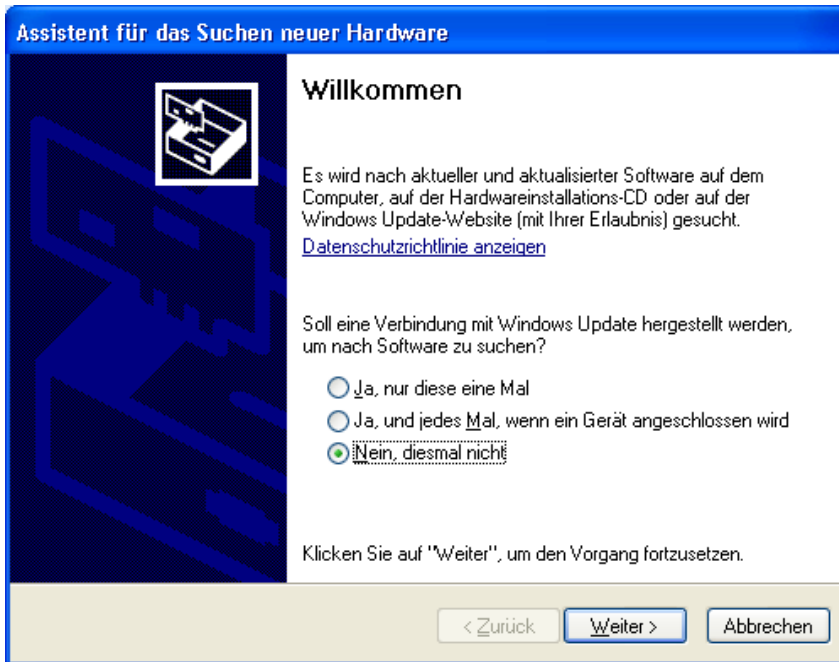 Assistent für das Suchen neuer Hardware
Willkommen
Es wird nach aktueller und aktualisierter Software auf dem
Computer, auf der Hardwareinstallations-CD oder auf der
Windows Update-Website (mit Ihrer Erlaubnis) gesucht.
Datenschutzrichtlinie anzeigen
Soll eine Verbindung mit Windows Update hergestellt werden,
um nach Software zu suchen?
Ja, nur diese eine Mal
Ja, und jedes Mal, wenn ein Gerät angeschlossen wird
Nein, diesmal nicht
Klicken Sie auf "Weiter", um den Vorgang fortzusetzen.
< Zurück Weiter > Abbrechen